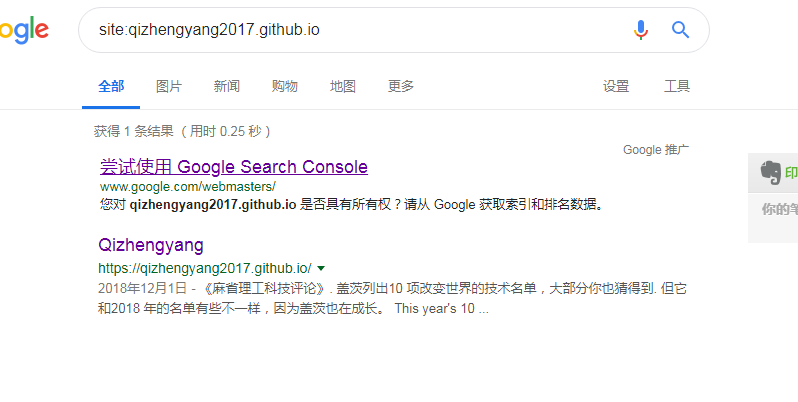 ogle
site:qizhengyang2017.github.io
全部 图片 新闻 购物 地图 更多 设置 工具
获得 1 条结果 （用时 0.25 秒）
Google 推广
尝试使用 Google Search Console
www.google.com/webmasters/
您对 qizhengyang2017.github.io 是否具有所有权？请从 Google 获取索引和排名数据。
印
你的笔
Qizhengyang
https://qizhengyang2017.github.io/
2018年12月1日 - 《麻省理工科技评论》. 盖茨列出10 项改变世界的技术名单，大部分你也猜得到. 但它
和2018 年的名单有些不一样，因为盖茨也在成长。 This year's 10 ...